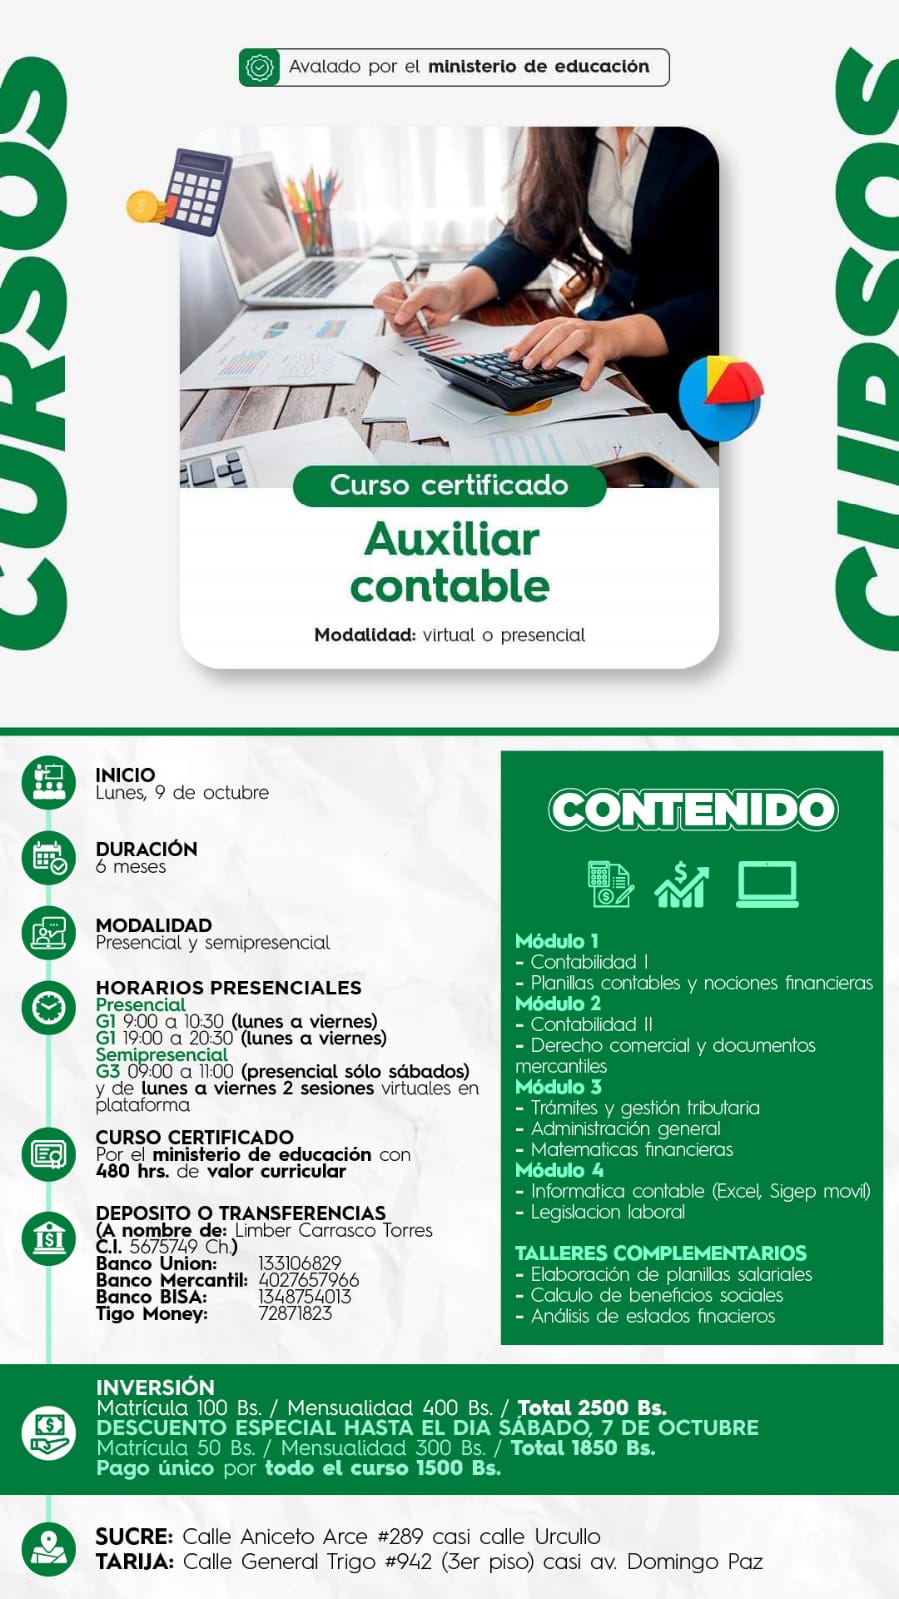 CURSOS
CURSOS
Avalado por el ministerio de educación
Curso certificado
Auxiliar
contable
Modalidad: virtual o presencial
INICIO
Lunes, 9 de octubre
DURACIÓN
6 meses
MODALIDAD
Presencial y semipresencial
HORARIOS PRESENCIALES
Presencial
G1 9:00 a 10:30 (lunes a viernes)
G1 19:00 a 20:30 (lunes a viernes)
Semipresencial
G3 09:00 a 11:00 (presencial sólo sábados)
y de lunes a viernes 2 sesiones virtuales en
plataforma
CURSO CERTIFICADO
Por el ministerio de educación con
480 hrs. de valor curricular
DEPOSITO O TRANSFERENCIAS
(A nombre de: Limber Carrasco Torres
C.I. 5675749 Ch.)
Banco Union: 133106829
Banco Mercantil: 4027657966
Banco BISA: 1348754013
Tigo Money: 72871823
CONTENIDO
Módulo 1
- Contabilidad I
- Planillas contables y nociones financieras
Módulo 2
- Contabilidad II
- Derecho comercial y documentos
mercantiles
Módulo 3
- Trámites y gestión tributaria
- Administración general
- Matematicas financieras
Módulo 4
- Informatica contable (Excel, Sigep movil)
- Legislacion laboral
TALLERES COMPLEMENTARIOS
- Elaboración de planillas salariales
- Calculo de beneficios sociales
- Análisis de estados finacieros
INVERSIÓN
Matrícula 100 Bs. / Mensualidad 400 Bs. / Total 2500 Bs.
DESCUENTO ESPECIAL HASTA EL DIA SÁBADO, 7 DE OCTUBRE
Matrícula 50 Bs. / Mensualidad 300 Bs. / Total 1850 Bs.
Pago único por todo el curso 1500 Bs.
SUCRE: Calle Aniceto Arce #289 casi calle Urcullo
TARIJA: Calle General Trigo #942 (3er piso) casi av. Domingo Paz